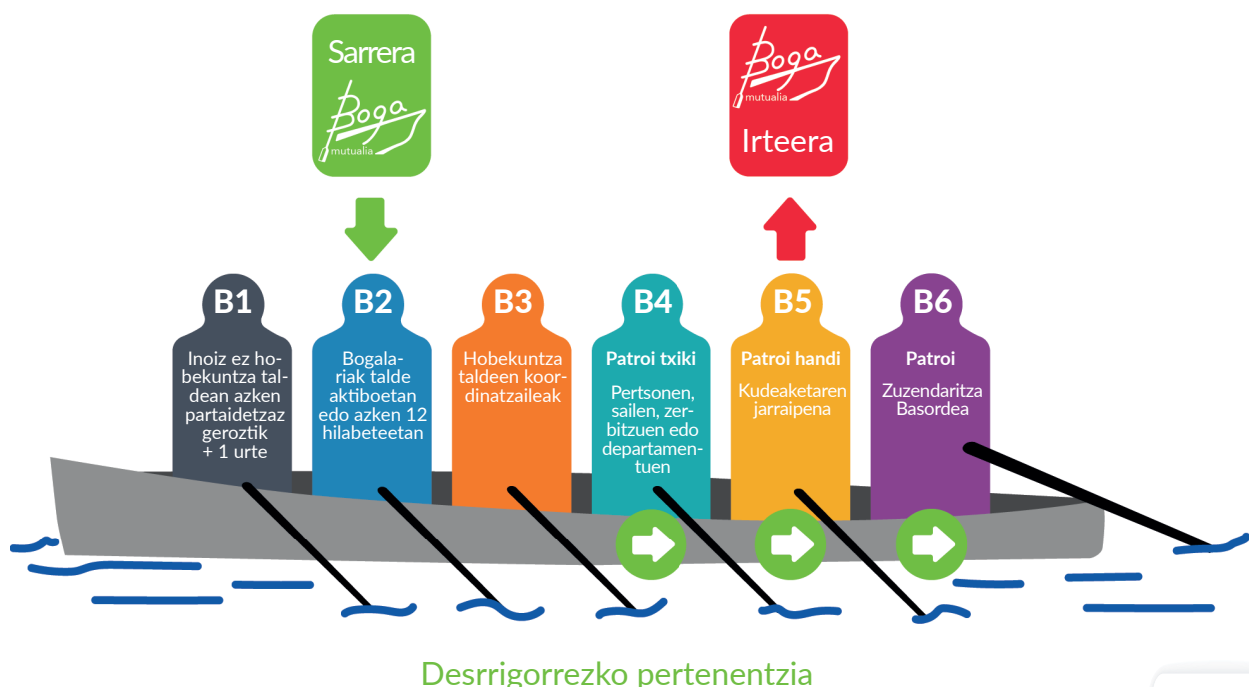 Sarrera
Boga
mutualia
Boga
mutualia
Irteera
B1
Inoiz ez ho-
bekuntza tal-
dean azken
partaidetzaz
geroztik
+ 1 urte
B2
Bogala-
riak talde
aktiboetan
edo azken 12
hilabeteetan
B3
Hobekuntza
taldeen koor-
dinatzaileak
B4
Patroi txiki
Pertsonen,
sailen, zer-
bitzuen edo
departamen-
tuen
B5
Patroi handi
Kudeaketaren
jarraipena
B6
Patroi
Zuzendaritza
Basordea
Desrrigorrezko pertenentzia